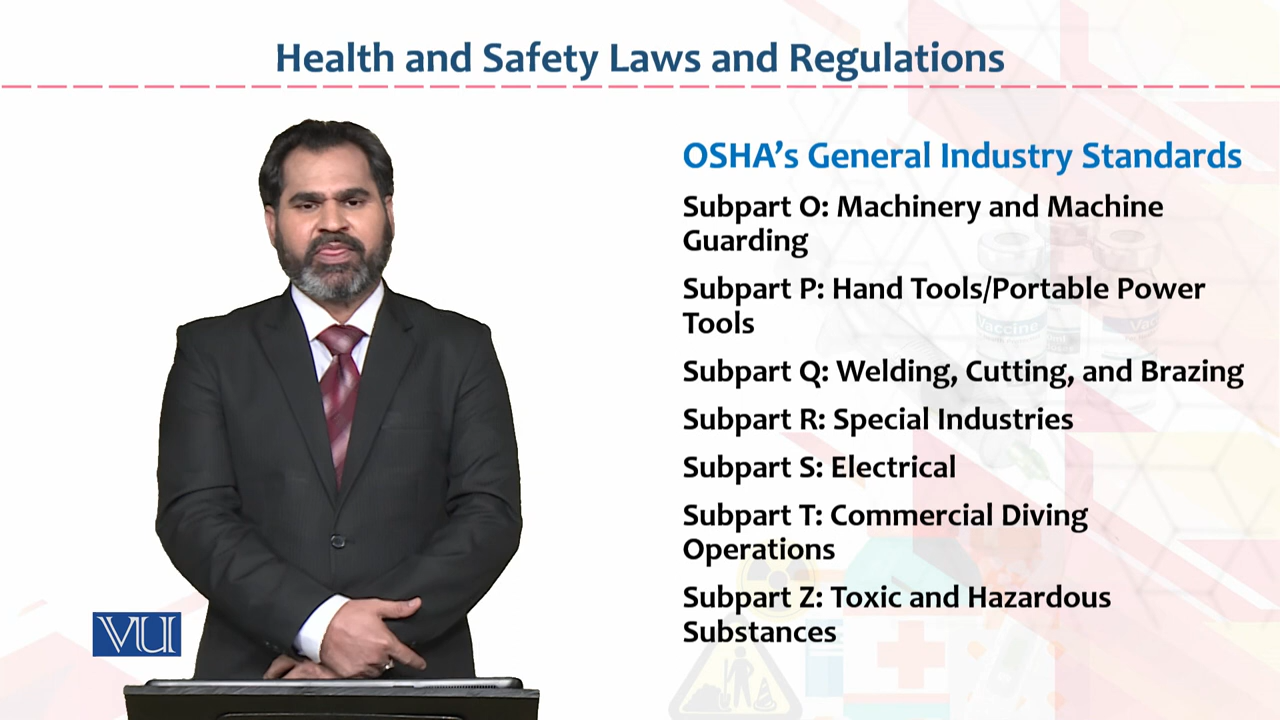 Health and Safety Laws and Regulations
OSHA’s General Industry Standards
Subpart O: Machinery and Machine
Guarding
Subpart P: Hand Tools/Portable Power
Tools
Subpart Q: Welding, Cutting, and Brazing
Subpart R: Special Industries
Subpart S: Electrical
Subpart T: Commercial Diving
Operations
Subpart Z: Toxic and Hazardous
Substances
VU
Vaccine